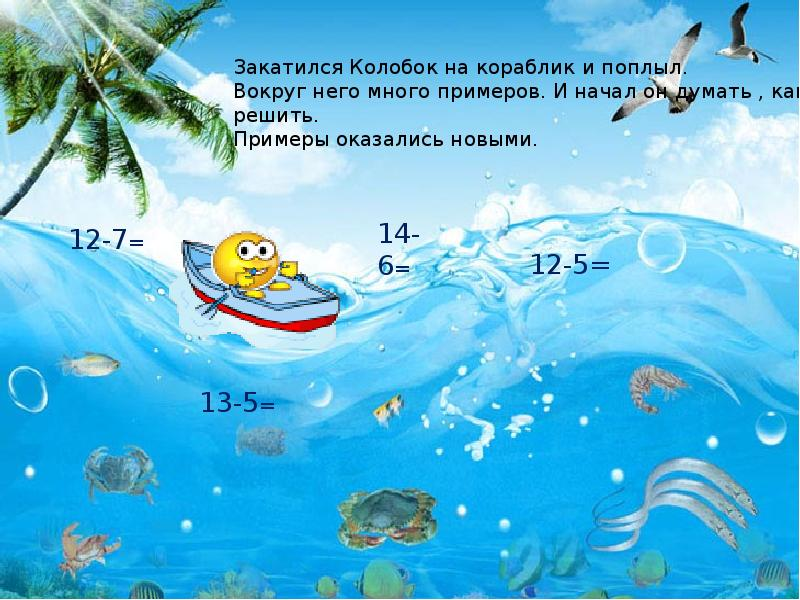 Закатился Колобок на кораблик и поплыл.
Вокруг него много примеров. И начал он думать , как
решить.
Примеры оказались новыми.
12-7=
14-
6=
12-5=
13-5=